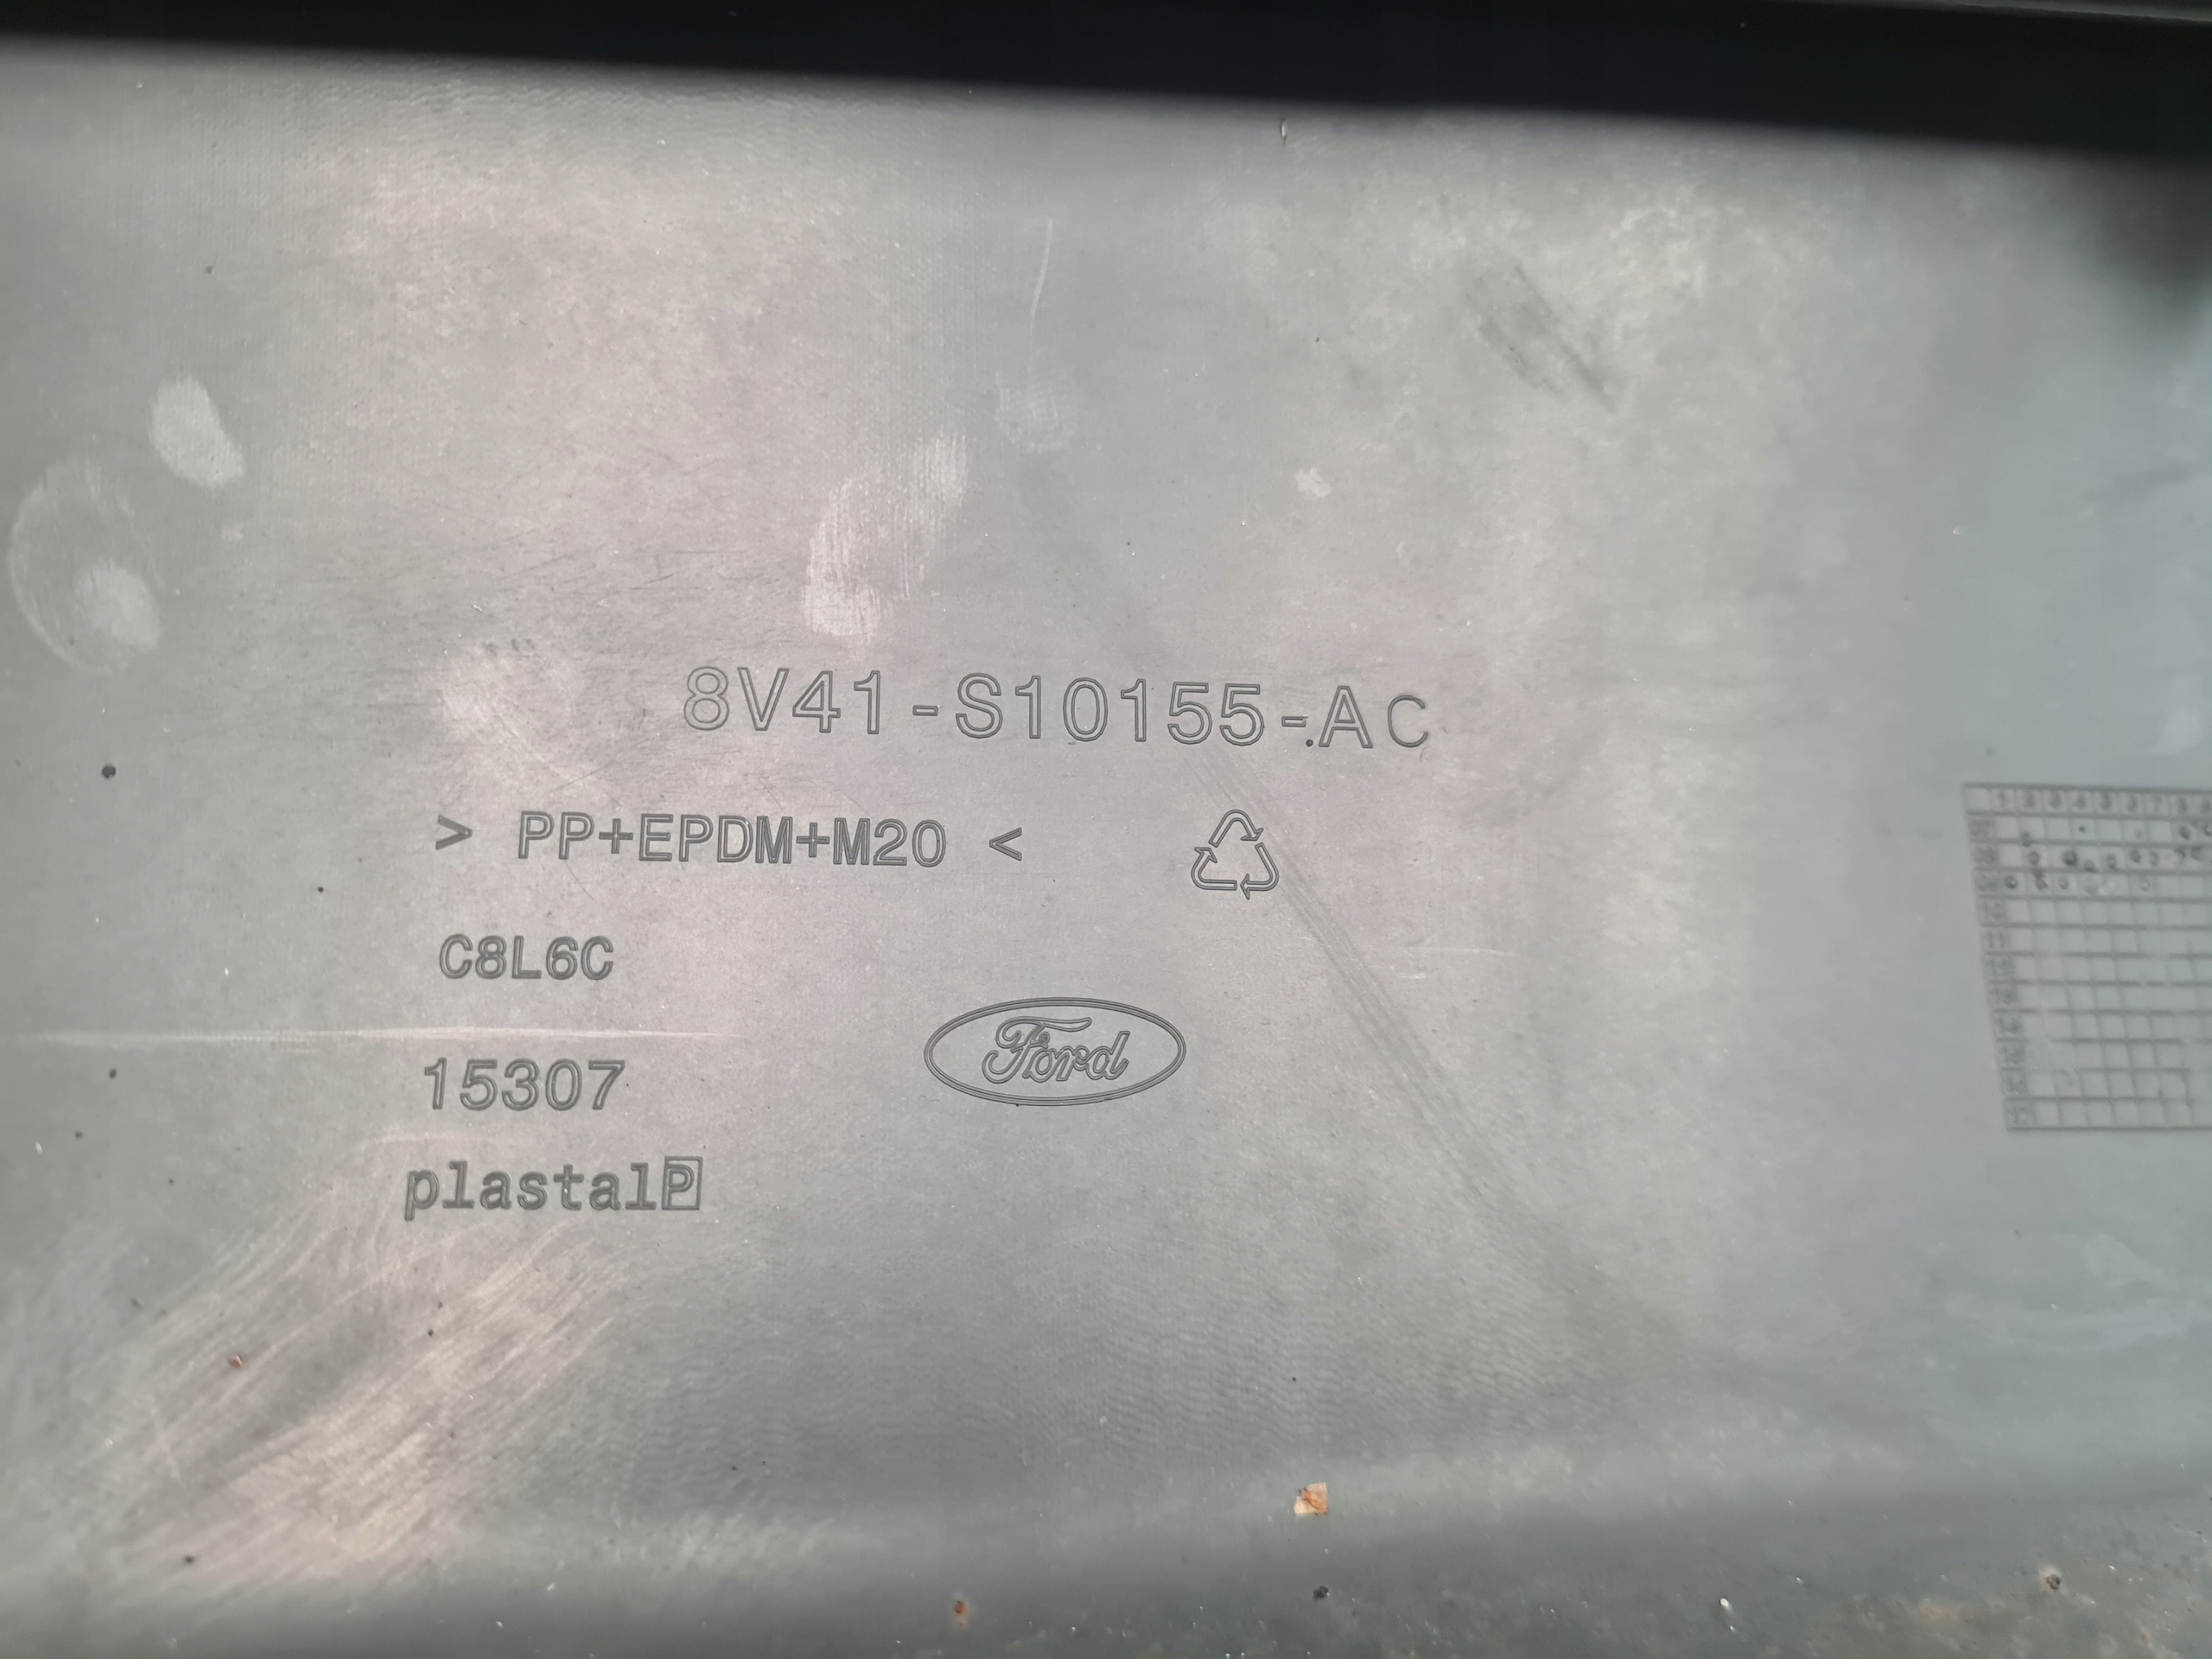 8V41-S10155-AC
> PP+EPDM+M20 <
C8L6C
Ford
15307
plastalP